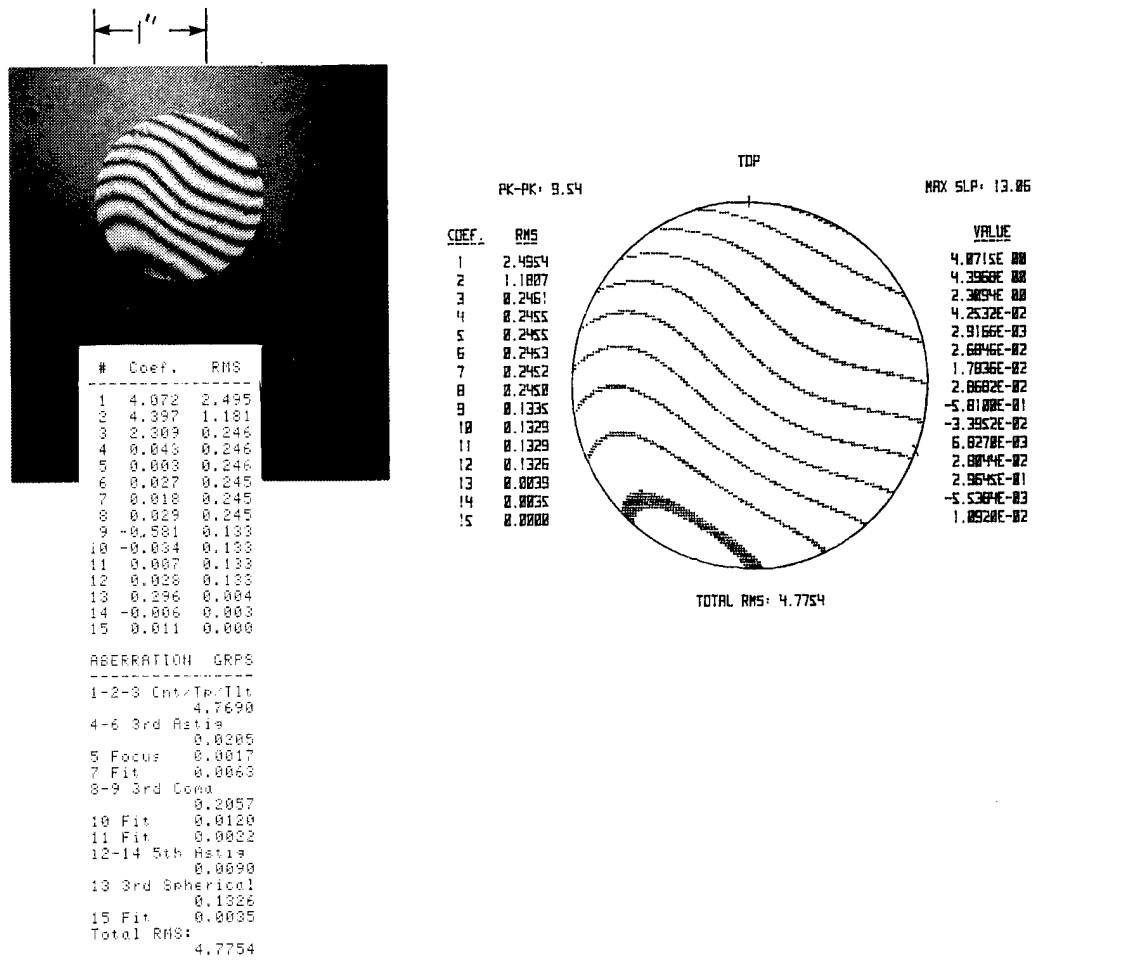 1"
# Coef. RMS
1 4.072 2.495
2 4.397 1.181
3 2.309 0.246
4 0.043 0.246
5 0.003 0.246
6 0.027 0.245
7 0.018 0.245
8 0.029 0.245
9 -0.581 0.133
10 -0.034 0.133
11 0.007 0.133
12 0.028 0.133
13 0.296 0.004
14 -0.006 0.003
15 0.011 0.000
ABERRATION GRPS
1-2-3 Cnt/Tp/Tlt
4.7690
4-6 3rd Astig
0.0205
5 Focus 0.0017
7 Fit 0.0063
8-9 3rd Coma
0.2057
10 Fit 0.0120
11 Fit 0.0022
12-14 5th Astig
0.0090
13 3rd Spherical
0.1326
15 Fit 0.0035
Total RMS:
4.7754
TOP
PK-PK: 9.54 MAX SLP: 13.06
COEF. RMS VALUE
1 2.4954 4.0715E 00
2 1.1807 4.3968E 00
3 0.2461 2.3094E 00
4 0.2455 4.2532E-02
5 0.2455 2.9166E-03
6 0.2453 2.6846E-02
7 0.2452 1.7836E-02
8 0.2450 2.8682E-02
9 0.1335 -5.8100E-01
10 0.1329 -3.3952E-02
11 0.1329 6.8270E-03
12 0.1326 2.8044E-02
13 0.0039 2.9645E-01
14 0.0035 -5.5384E-03
15 0.0000 1.0920E-02
TOTAL RMS: 4.7754